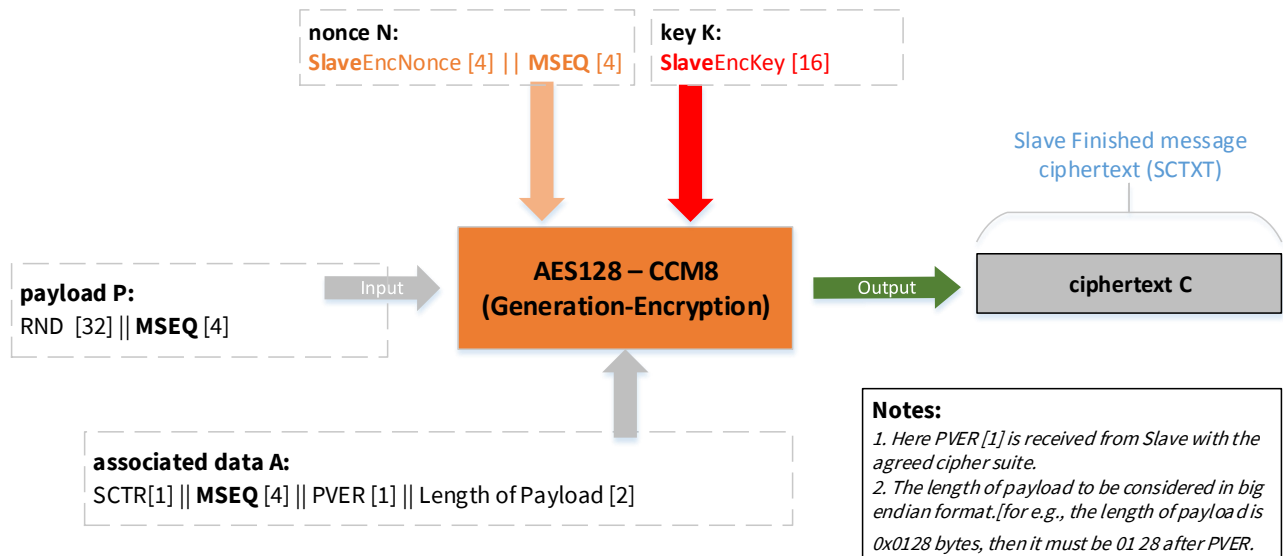 nonce N:
SlaveEncNonce [4] || MSEQ [4]
key K:
SlaveEncKey [16]
Slave Finished message
ciphertext (SCTXT)
payload P:
RND [32] || MSEQ [4]
Input
AES128 – CCM8
(Generation-Encryption)
Output
ciphertext C
associated data A:
SCTR[1] || MSEQ [4] || PVER [1] || Length of Payload [2]
Notes:
1. Here PVER [1] is received from Slave with the
agreed cipher suite.
2. The length of payload to be considered in big
endian format.[for e.g., the length of payload is
0x0128 bytes, then it must be 01 28 after PVER.